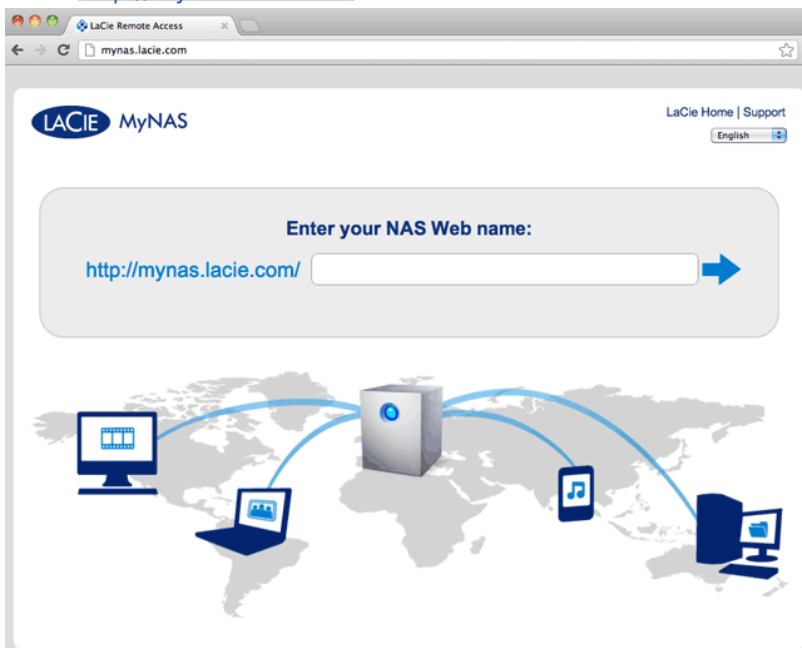 LaCie Remote Access
mynas.lacie.com
LACIE MyNAS
LaCie Home | Support
English
Enter your NAS Web name:
http://mynas.lacie.com/